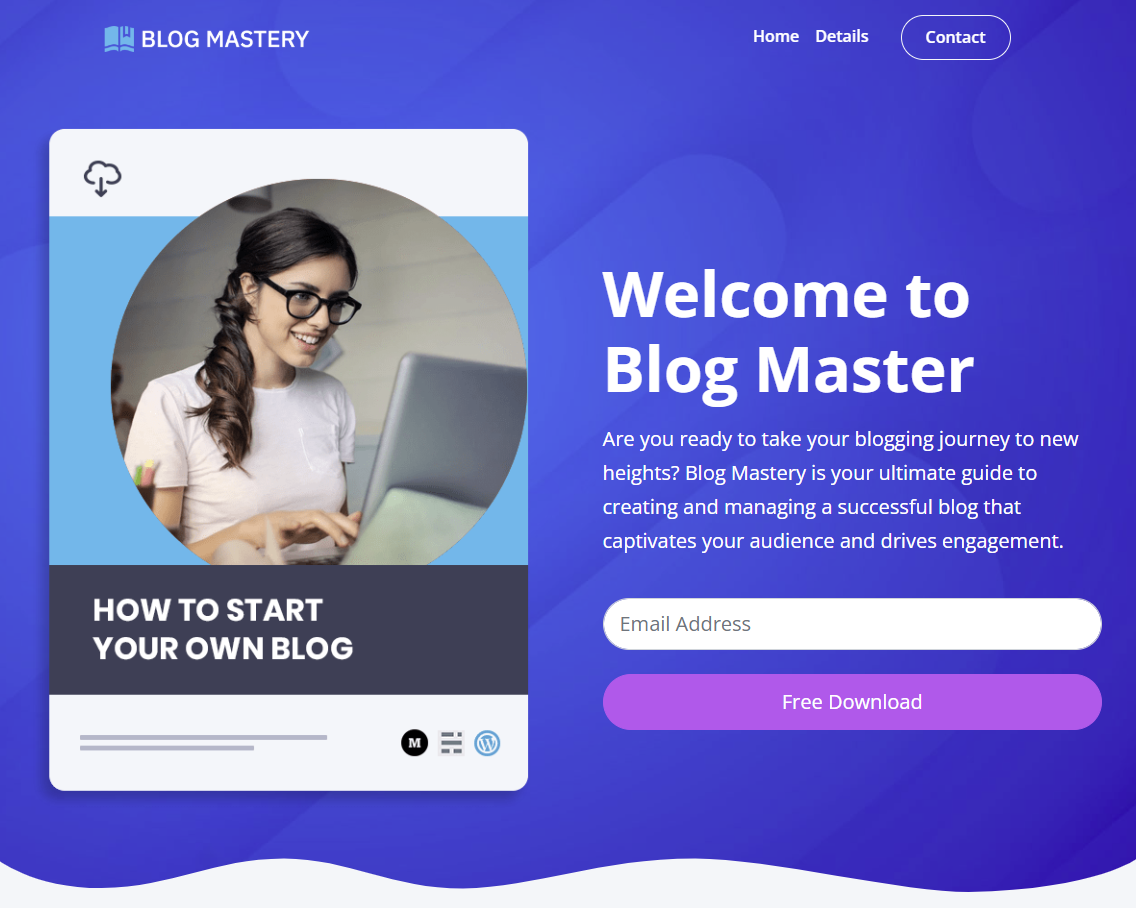 BLOG MASTERY
Home Details Contact
HOW TO START
YOUR OWN BLOG
M
Welcome to
Blog Master
Are you ready to take your blogging journey to new
heights? Blog Mastery is your ultimate guide to
creating and managing a successful blog that
captivates your audience and drives engagement.
Email Address
Free Download